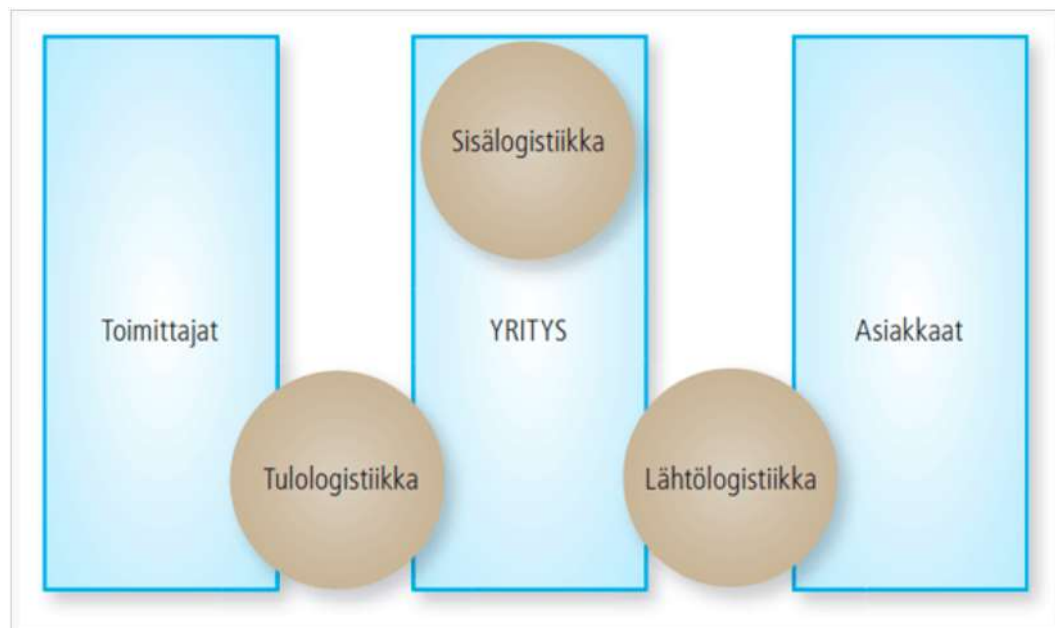 Sisälogistiikka
Toimittajat
YRITYS
Asiakkaat
Tulologistiikka
Lähtölogistiikka